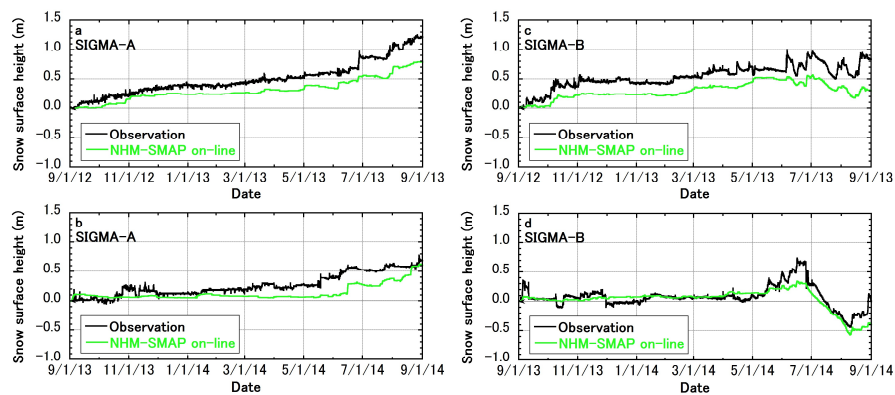 a
SIGMA-A
Snow surface height (m)
1.5
1.0
0.5
0.0
-0.5
-1.0
Observation
NHM-SMAP on-line
9/1/12 11/1/12 1/1/13 3/1/13 5/1/13 7/1/13 9/1/13
Date
c
SIGMA-B
Snow surface height (m)
1.5
1.0
0.5
0.0
-0.5
-1.0
Observation
NHM-SMAP on-line
9/1/12 11/1/12 1/1/13 3/1/13 5/1/13 7/1/13 9/1/13
Date
b
SIGMA-A
Snow surface height (m)
1.5
1.0
0.5
0.0
-0.5
-1.0
Observation
NHM-SMAP on-line
9/1/13 11/1/13 1/1/14 3/1/14 5/1/14 7/1/14 9/1/14
Date
d
SIGMA-B
Snow surface height (m)
1.5
1.0
0.5
0.0
-0.5
-1.0
Observation
NHM-SMAP on-line
9/1/13 11/1/13 1/1/14 3/1/14 5/1/14 7/1/14 9/1/14
Date